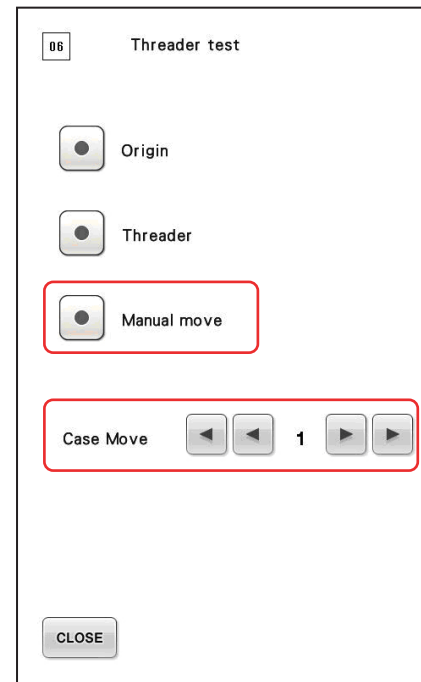 06 Threader test
Origin
Threader
Manual move
Case Move 1
CLOSE